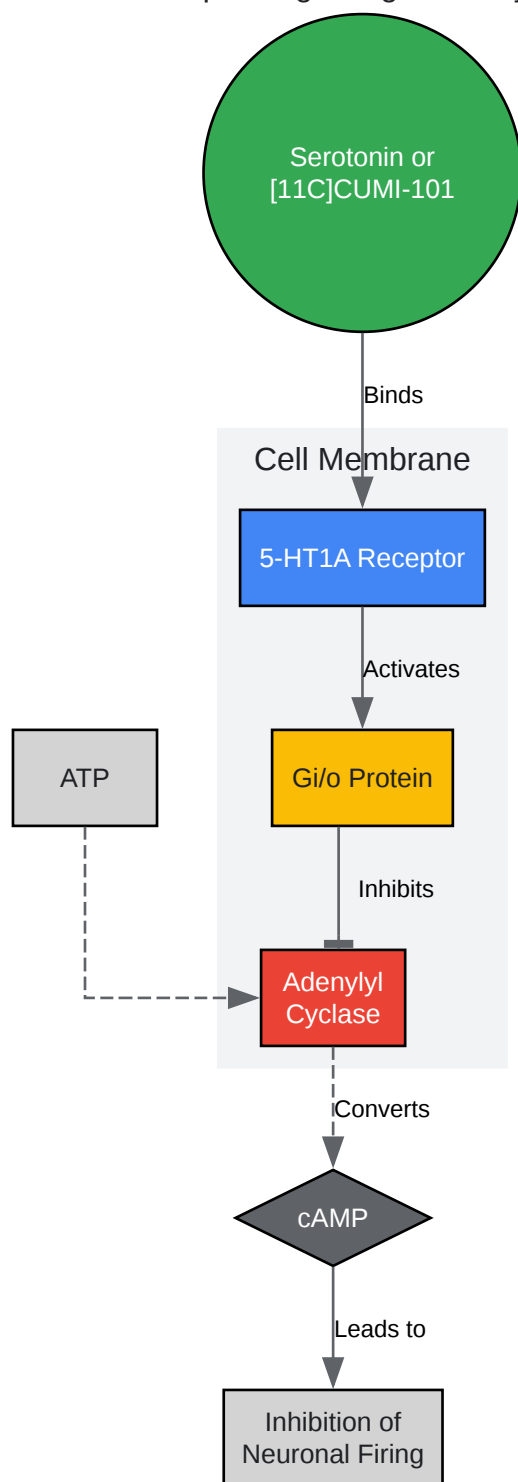 Serotonin or
[11C]CUMI-101
Binds
Cell Membrane
5-HT1A Receptor
Activates
ATP
Gi/o Protein
Inhibits
Adenylyl
Cyclase
Converts
cAMP
Leads to
Inhibition of
Neuronal Firing